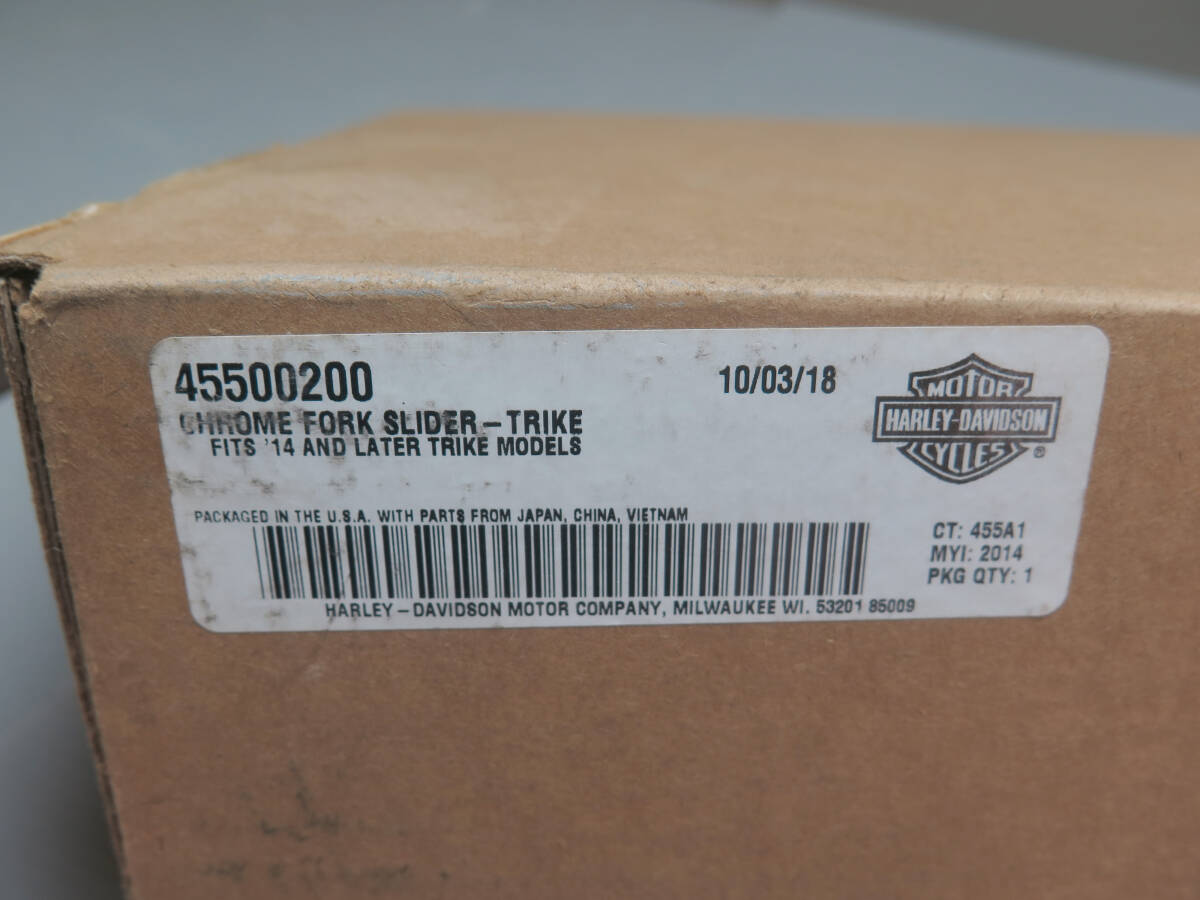 45500200
10/03/18
CHROME FORK SLIDER-TRIKE
FITS '14 AND LATER TRIKE MODELS
MOTOR
HARLEY-DAVIDSON
CYCLES
®
PACKAGED IN THE U.S.A. WITH PARTS FROM JAPAN, CHINA, VIETNAM
CT: 455A1
MYI: 2014
PKG QTY: 1
HARLEY-DAVIDSON MOTOR COMPANY, MILWAUKEE WI. 53201 85009